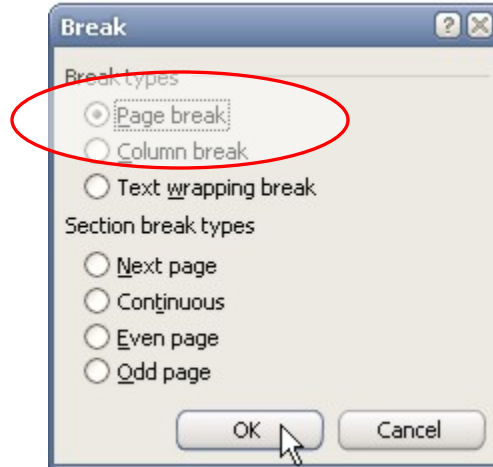 Break
Break types
Page break
Column break
Text wrapping break
Section break types
Next page
Continuous
Even page
Odd page
OK Cancel